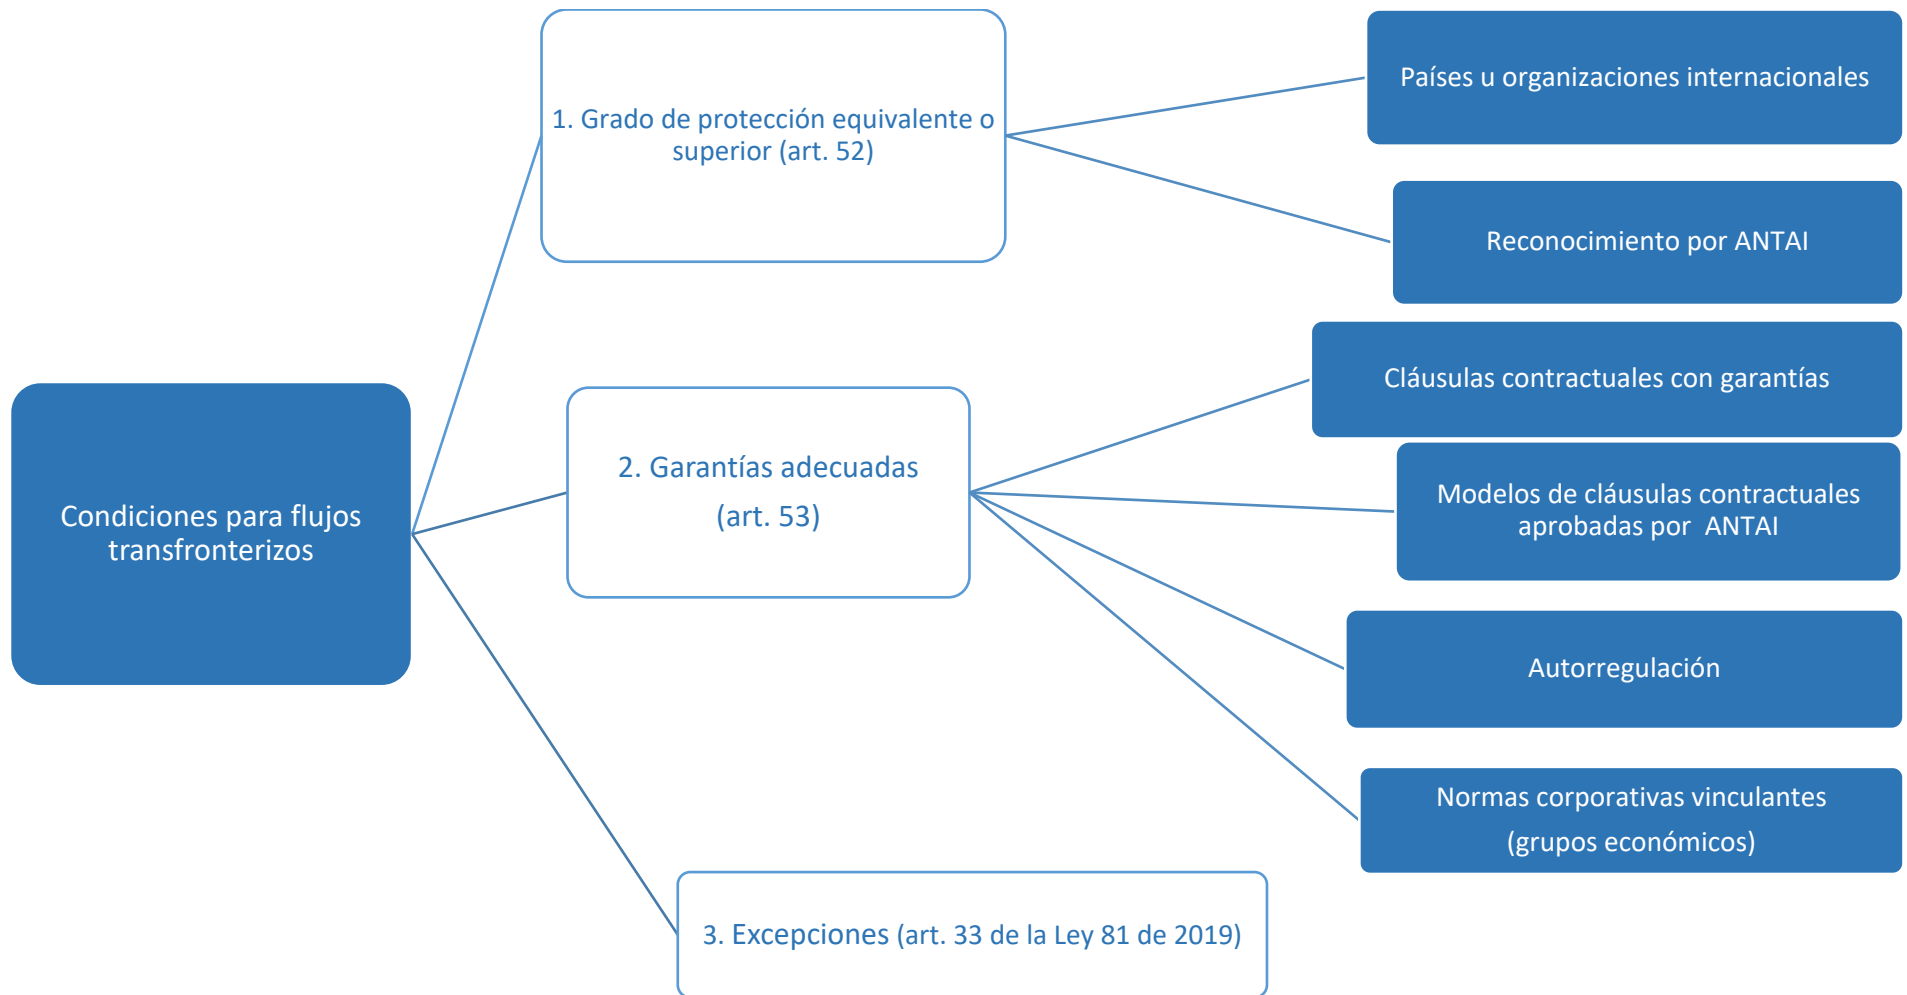 Condiciones para flujos
transfronterizos
1. Grado de protección equivalente o
superior (art. 52)
Países u organizaciones internacionales
Reconocimiento por ANTAI
2. Garantías adecuadas
(art. 53)
Cláusulas contractuales con garantías
Modelos de cláusulas contractuales
aprobadas por ANTAI
Autorregulación
Normas corporativas vinculantes
(grupos económicos)
3. Excepciones (art. 33 de la Ley 81 de 2019)